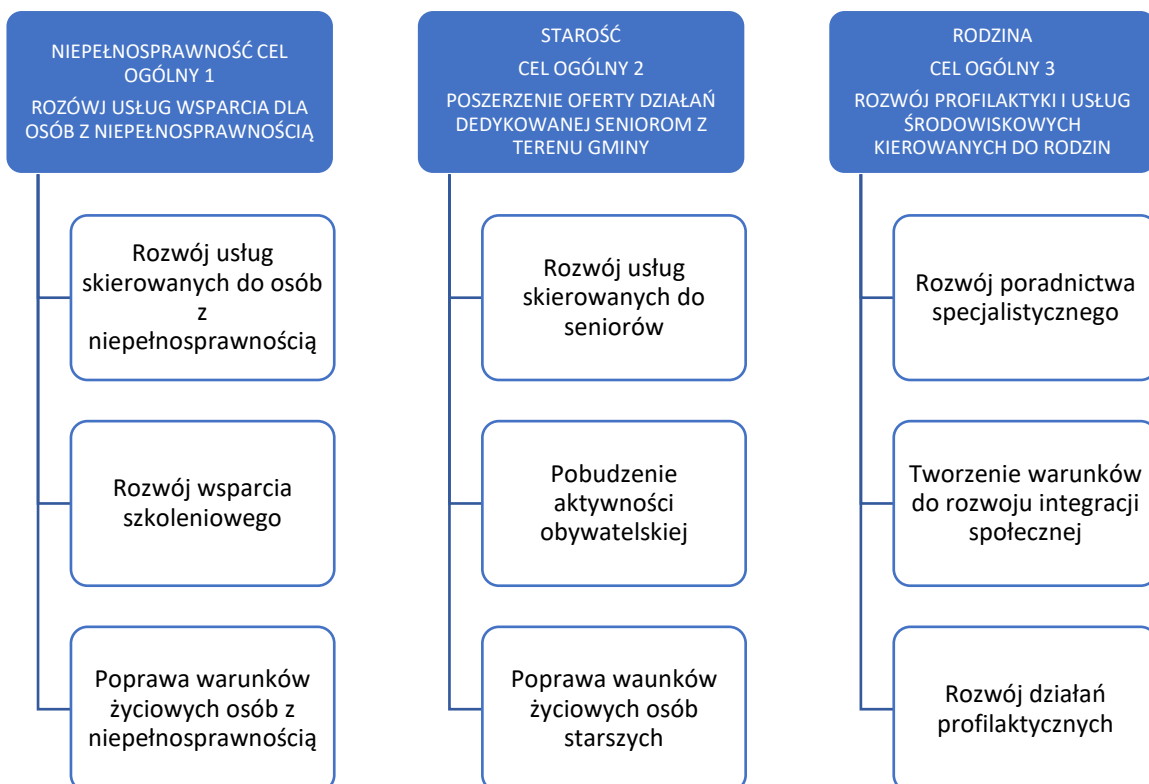 NIEPEŁNOSPRAWNOŚĆ CEL
OGÓLNY 1
ROZÓWJ USŁUG WSPARCIA DLA
OSÓB Z NIEPEŁNOSPRAWNOŚCIĄ
Rozwój usług
skierowanych do osób
z
niepełnosprawnością
Rozwój wsparcia
szkoleniowego
Poprawa warunków
życiowych osób z
niepełnosprawnością
STAROŚĆ
CEL OGÓLNY 2
POSZERZENIE OFERTY DZIAŁAŃ
DEDYKOWANEJ SENIOROM Z
TERENU GMINY
Rozwój usług
skierowanych do
seniorów
Pobudzenie
aktywności
obywatelskiej
Poprawa waunków
życiowych osób
starszych
RODZINA
CEL OGÓLNY 3
ROZWÓJ PROFILAKTYKI I USŁUG
ŚRODOWISKOWYCH
KIEROWANYCH DO RODZIN
Rozwój poradnictwa
specjalistycznego
Tworzenie warunków
do rozwoju integracji
społecznej
Rozwój działań
profilaktycznych